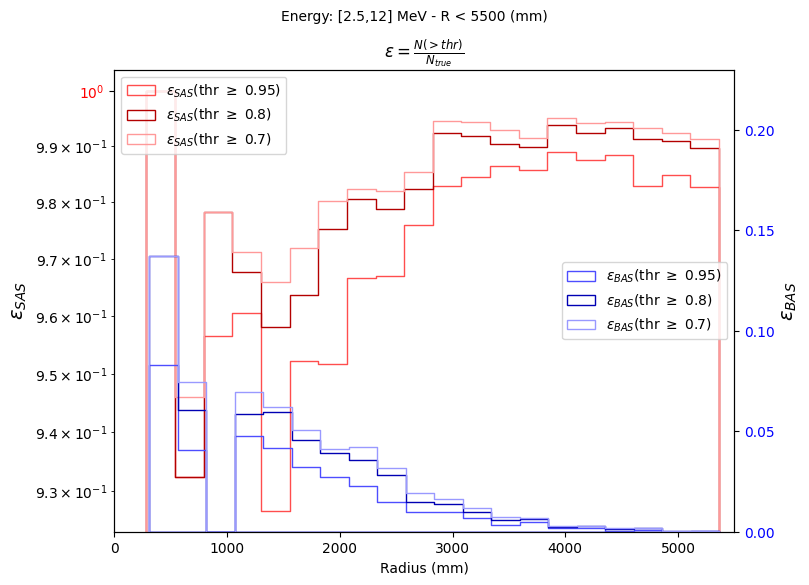 Energy: [2.5,12] MeV - R < 5500 (mm)
ε = N(>thr)/N_true
10⁰
9.9 × 10⁻¹
9.8 × 10⁻¹
9.7 × 10⁻¹
9.6 × 10⁻¹
9.5 × 10⁻¹
9.4 × 10⁻¹
9.3 × 10⁻¹
ε_SAS
ε_SAS(thr ≥ 0.95)
ε_SAS(thr ≥ 0.8)
ε_SAS(thr ≥ 0.7)
ε_BAS(thr ≥ 0.95)
ε_BAS(thr ≥ 0.8)
ε_BAS(thr ≥ 0.7)
0.20
0.15
0.10
0.05
0.00
ε_BAS
0 1000 2000 3000 4000 5000
Radius (mm)